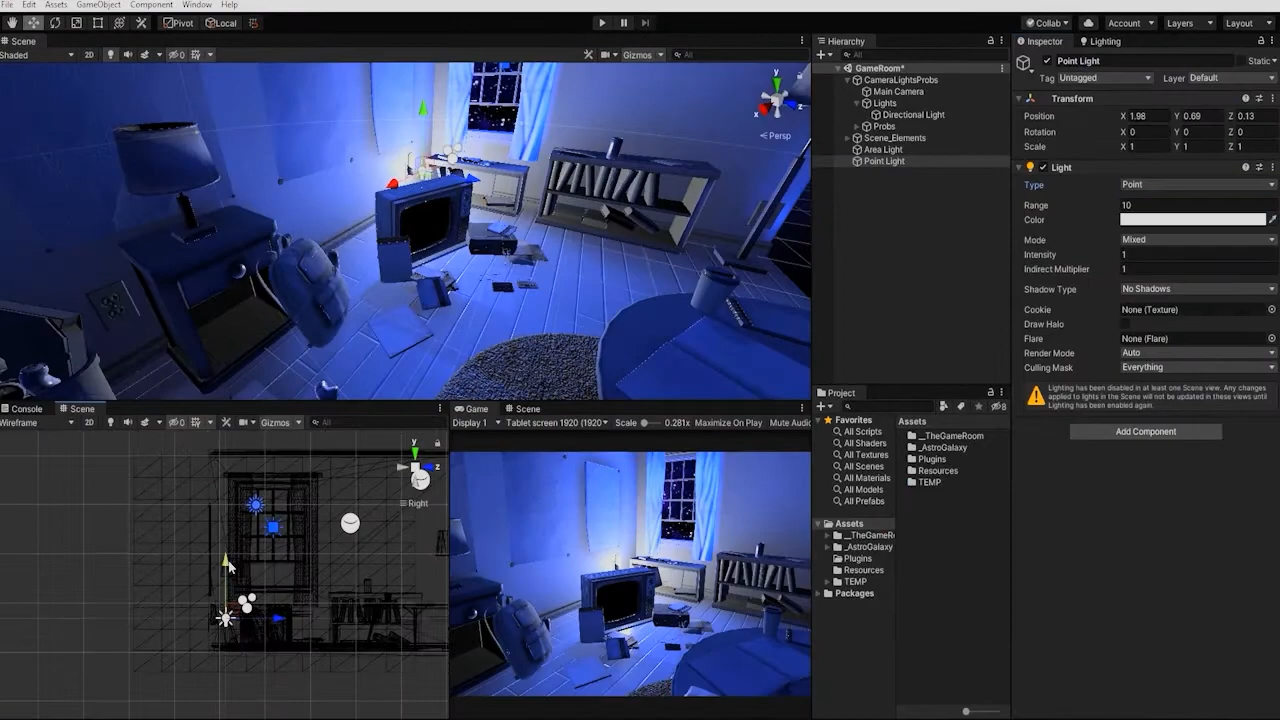 File Edit Assets GameObject Component Window Help
Pivot Local Collab Account Layers Layout
Scene
Shaded 2D 0 Gizmos All
y
x
z
Persp
Console Scene
Wireframe 2D 0 Gizmos All
y
z
Right
Game Scene
Display 1 Tablet screen 1920 (1920 Scale 0.281x Maximize On Play Mute Audio
Hierarchy
All
GameRoom*
CameraLightsProbs
Main Camera
Lights
Directional Light
Probs
Scene_Elements
Area Light
Point Light
Project
8
Favorites
All Scripts
All Shaders
All Textures
All Scenes
All Materials
All Models
All Prefabs
Assets
__TheGameRo
_AstroGalaxy
Plugins
Resources
TEMP
Packages
Assets
__TheGameRoom
_AstroGalaxy
Plugins
Resources
TEMP
Inspector Lighting
Point Light Static
Tag Untagged Layer Default
Transform
Position X 1.98 Y 0.69 Z 0.13
Rotation X 0 Y 0 Z 0
Scale X 1 Y 1 Z 1
Light
Type Point
Range 10
Color
Mode Mixed
Intensity 1
Indirect Multiplier 1
Shadow Type No Shadows
Cookie None (Texture)
Draw Halo
Flare None (Flare)
Render Mode Auto
Culling Mask Everything
Lighting has been disabled in at least one Scene view. Any changes
applied to lights in the Scene will not be updated in these views until
Lighting has been enabled again.
Add Component